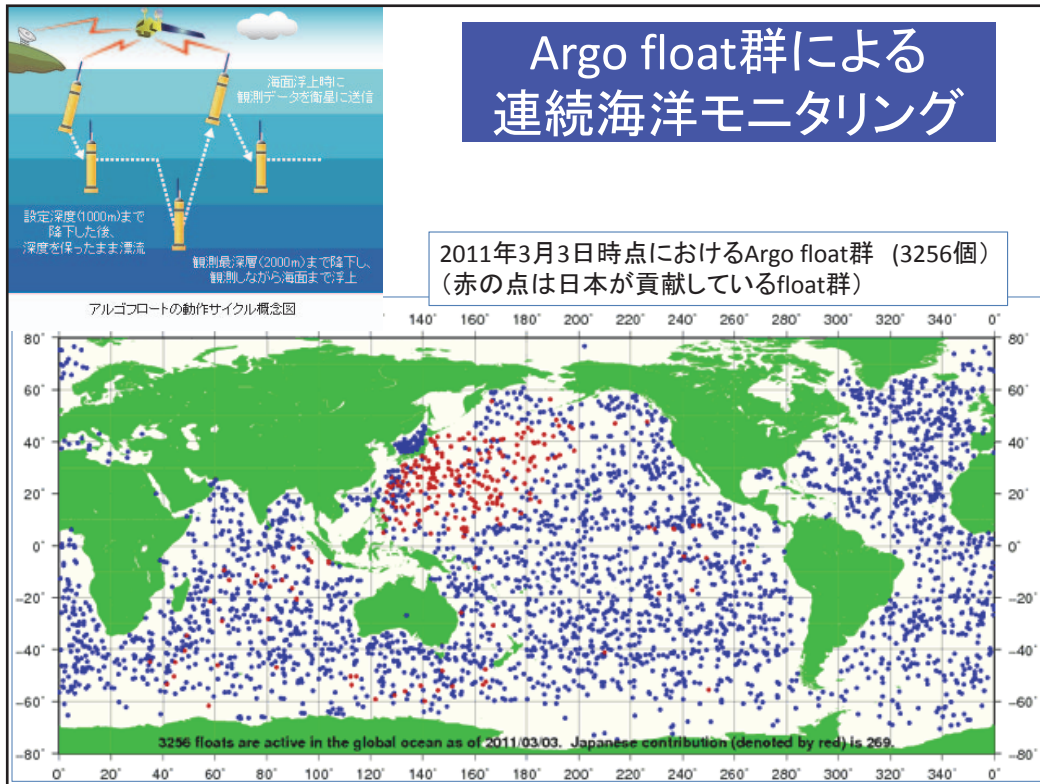 Argo float群による
連続海洋モニタリング
海面浮上時に
観測データを衛星に送信
設定深度(1000m)まで
降下した後、
深度を保ったまま漂流
観測最深層(2000m)まで降下し、
観測しながら海面まで浮上
アルゴフロートの動作サイクル概念図
2011年3月3日時点におけるArgo float群 (3256個)
(赤の点は日本が貢献しているfloat群)
140° 160° 180° 200° 220° 240° 260° 280° 300° 320° 340° 0°
80° 80°
60° 60°
40° 40°
20° 20°
0° 0°
−20° −20°
−40° −40°
−60° −60°
3256 floats are active in the global ocean as of 2011/03/03. Japanese contribution (denoted by red) is 269.
−80° −80°
0° 20° 40° 60° 80° 100° 120° 140° 160° 180° 200° 220° 240° 260° 280° 300° 320° 340° 0°